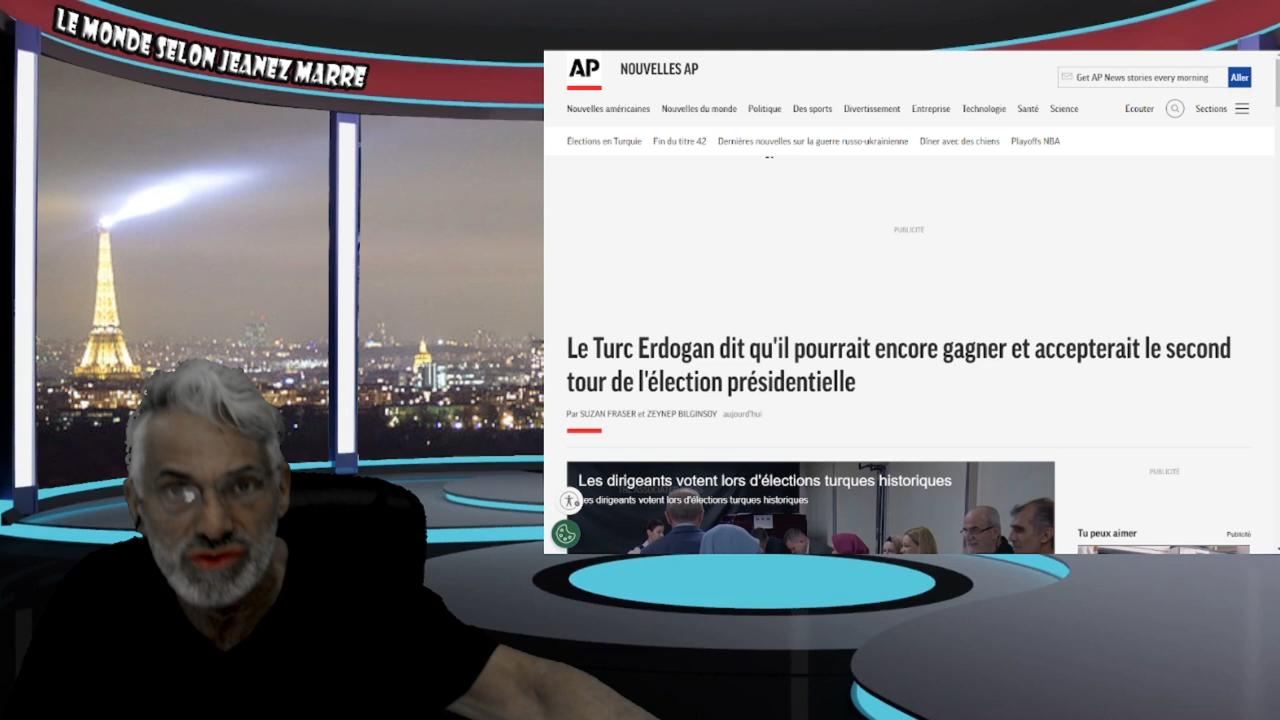 LE MONDE SELON JEANEZ MARRE
AP
NOUVELLES AP
Get AP News stories every morning
Aller
Nouvelles américaines Nouvelles du monde Politique Des sports Divertissement Entreprise Technologie Santé Science Écouter Sections
Élections en Turquie Fin du titre 42 Dernières nouvelles sur la guerre russo-ukrainienne Dîner avec des chiens Playoffs NBA
PUBLICITÉ
Le Turc Erdogan dit qu'il pourrait encore gagner et accepterait le second
tour de l'élection présidentielle
Par SUZAN FRASER et ZEYNEP BILGINSOY aujourd'hui
PUBLICITÉ
Les dirigeants votent lors d'élections turques historiques
es dirigeants votent lors d'élections turques historiques
Tu peux aimer
Publicité